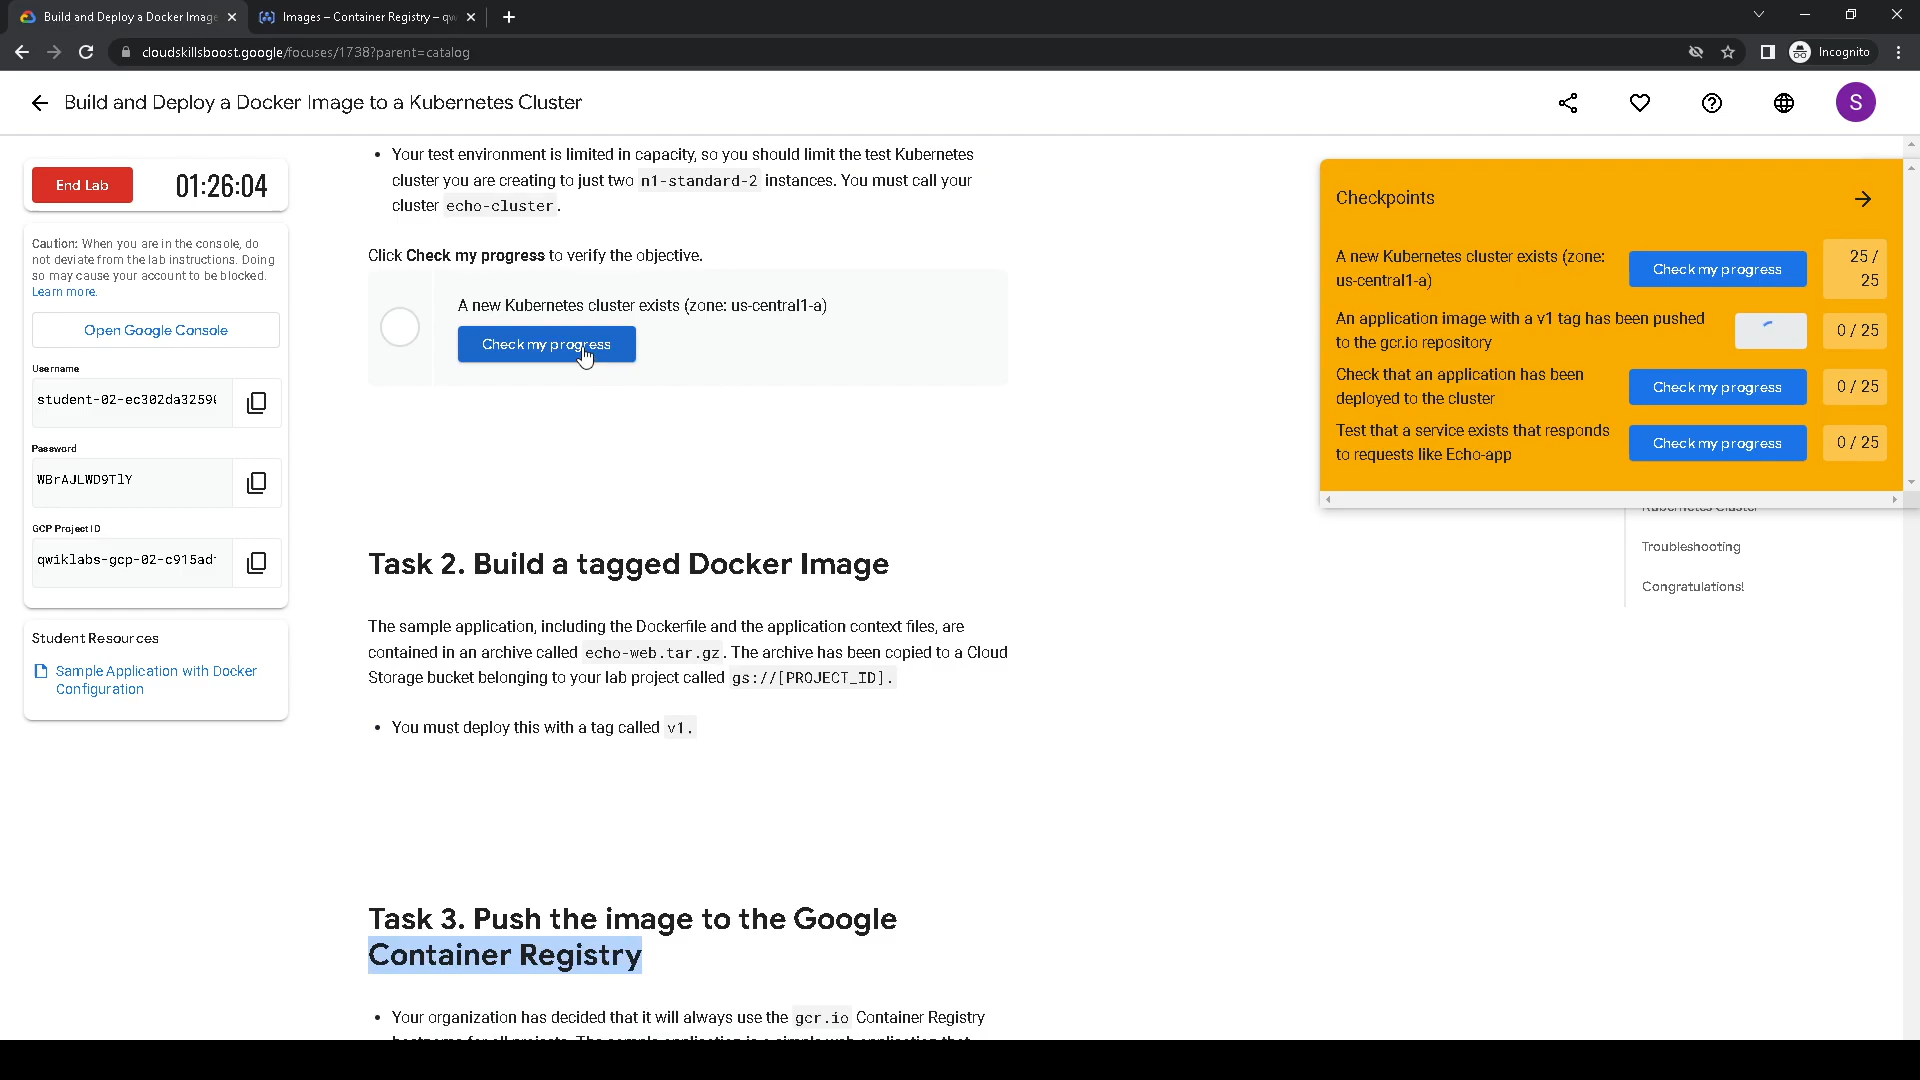 Build and Deploy a Docker Image
Images – Container Registry – qw
cloudskillsboost.google/focuses/1738?parent=catalog
Incognito
Build and Deploy a Docker Image to a Kubernetes Cluster
S
End Lab
01:26:04
Caution: When you are in the console, do
not deviate from the lab instructions. Doing
so may cause your account to be blocked.
Learn more.
Open Google Console
Username
student-02-ec302da3259
Password
WBrAJLWD9TlY
GCP Project ID
qwiklabs-gcp-02-c915ad
Student Resources
Sample Application with Docker
Configuration
• Your test environment is limited in capacity, so you should limit the test Kubernetes
cluster you are creating to just two n1-standard-2 instances. You must call your
cluster echo-cluster.
Click Check my progress to verify the objective.
A new Kubernetes cluster exists (zone: us-central1-a)
Check my progress
Task 2. Build a tagged Docker Image
The sample application, including the Dockerfile and the application context files, are
contained in an archive called echo-web.tar.gz. The archive has been copied to a Cloud
Storage bucket belonging to your lab project called gs://[PROJECT_ID].
• You must deploy this with a tag called v1.
Task 3. Push the image to the Google
Container Registry
• Your organization has decided that it will always use the gcr.io Container Registry
Checkpoints
A new Kubernetes cluster exists (zone:
us-central1-a)
Check my progress
25 /
25
An application image with a v1 tag has been pushed
to the gcr.io repository
0 / 25
Check that an application has been
deployed to the cluster
Check my progress
0 / 25
Test that a service exists that responds
to requests like Echo-app
Check my progress
0 / 25
Kubernetes Cluster
Troubleshooting
Congratulations!